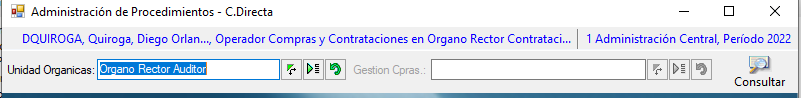 Administración de Procedimientos - C.Directa
DQUIROGA, Quiroga, Diego Orlan..., Operador Compras y Contrataciones en Organo Rector Contrataci... 1 Administración Central, Período 2022
Unidad Organicas: Organo Rector Auditor Gestion Cpras.: Consultar